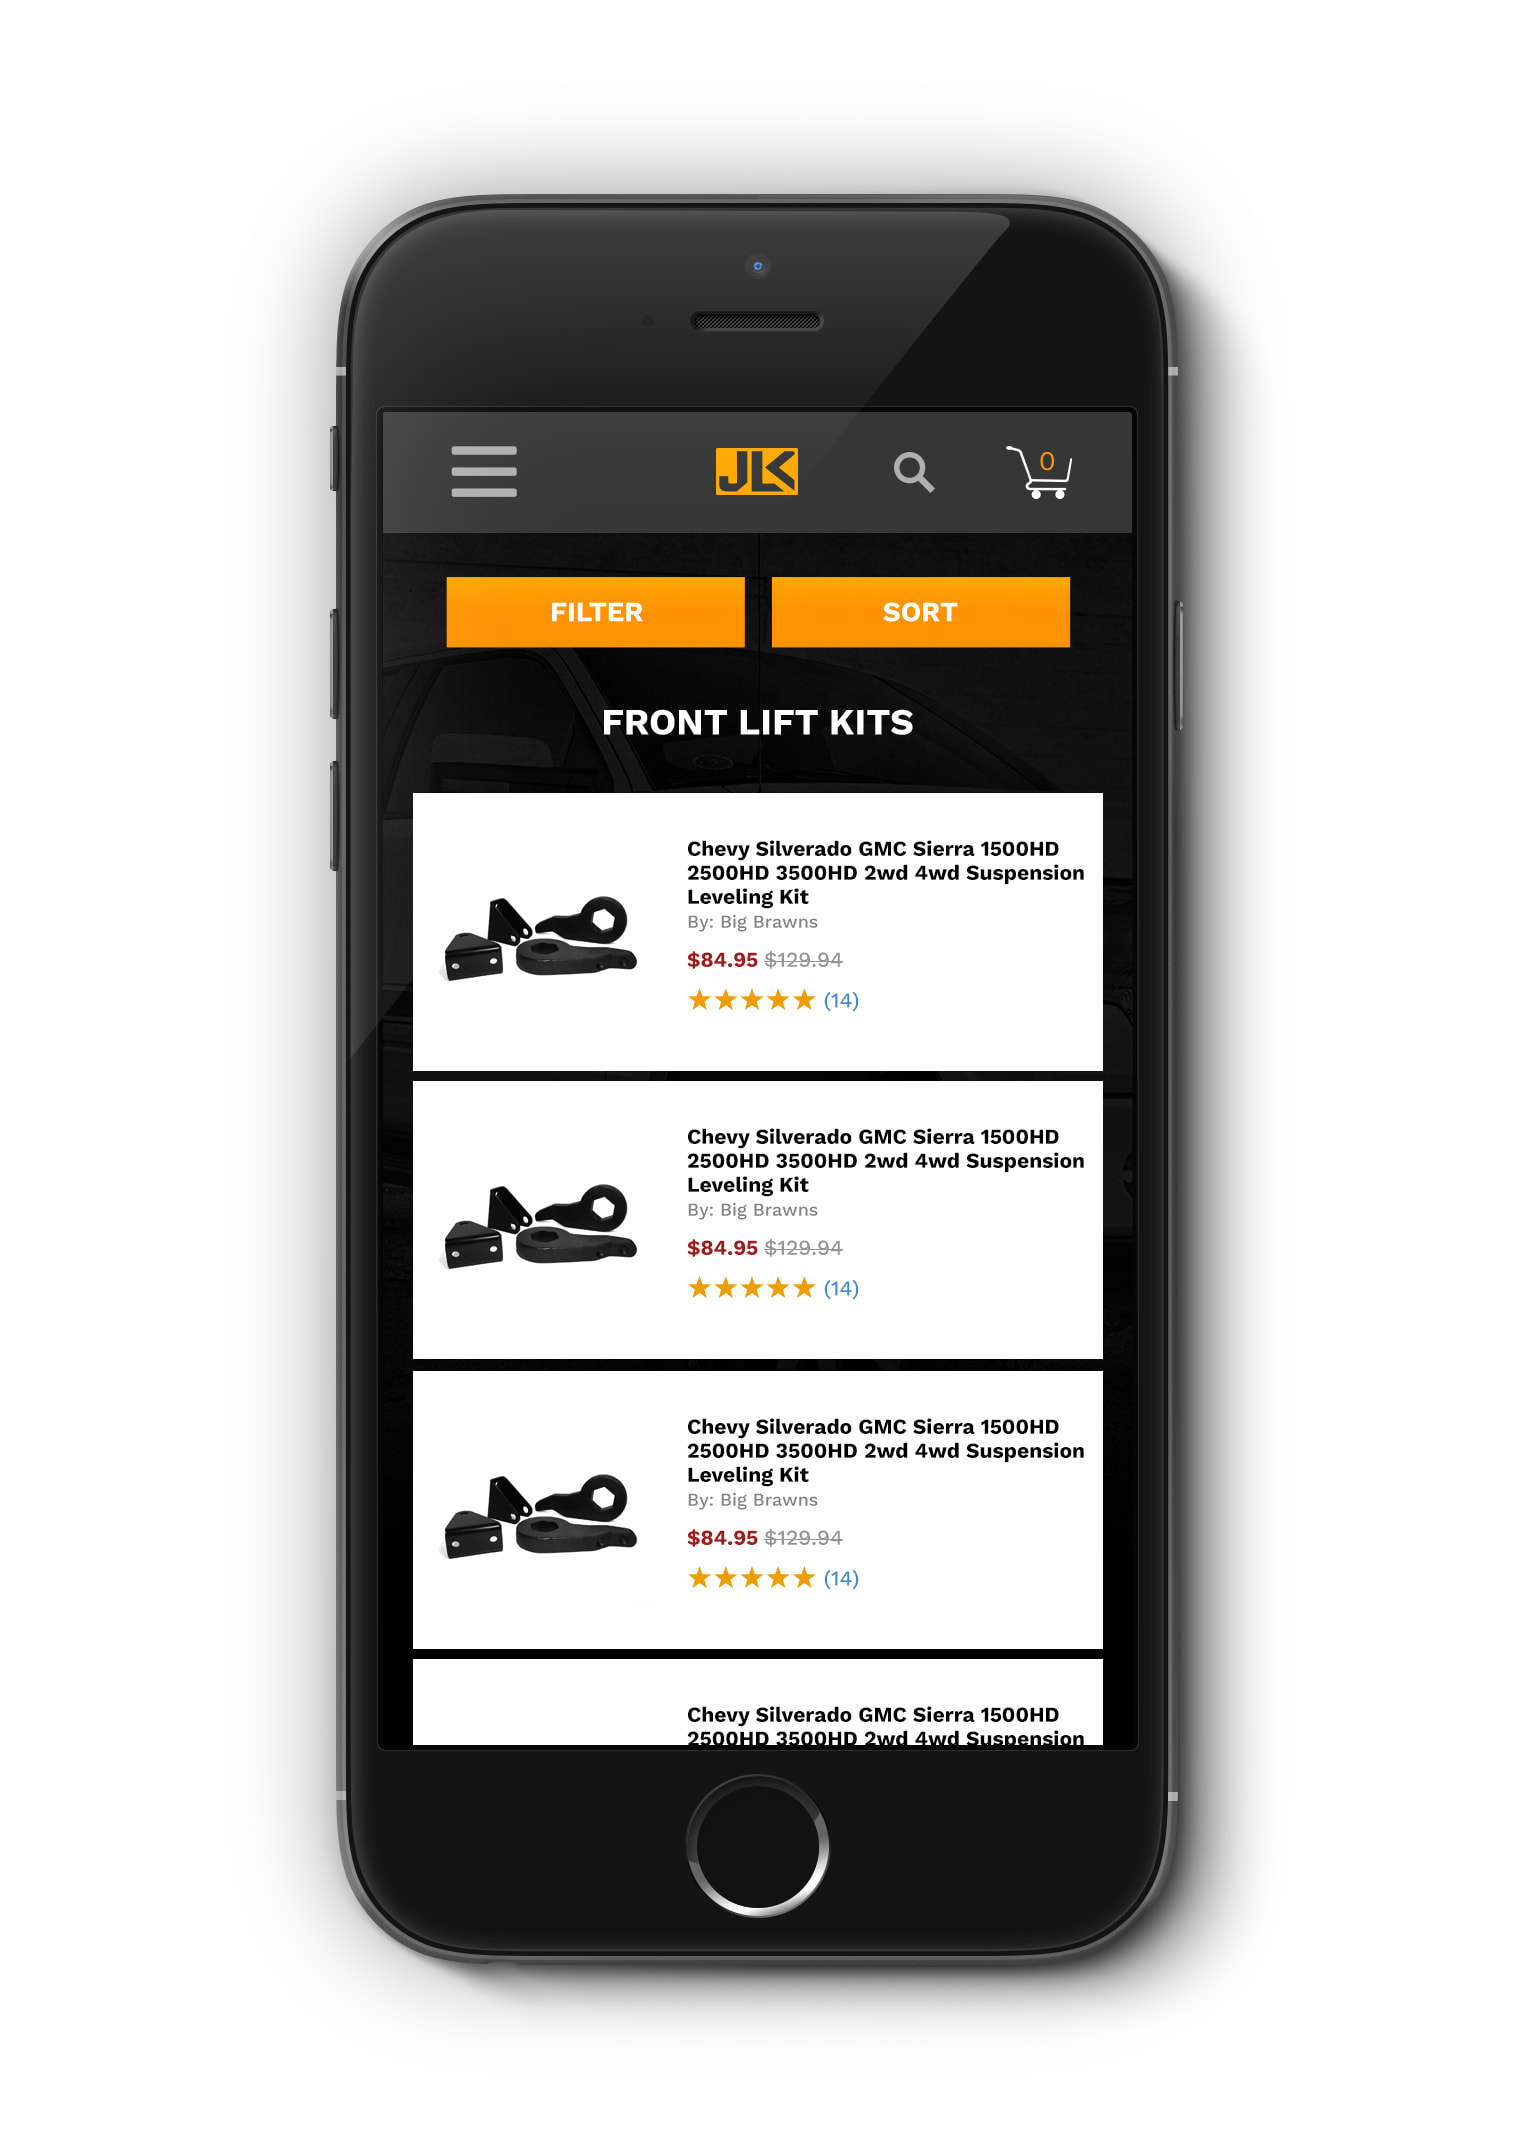 JLK
0
FILTER
SORT
FRONT LIFT KITS
Chevy Silverado GMC Sierra 1500HD
2500HD 3500HD 2wd 4wd Suspension
Leveling Kit
By: Big Brawns
$84.95 $129.94
(14)
Chevy Silverado GMC Sierra 1500HD
2500HD 3500HD 2wd 4wd Suspension
Leveling Kit
By: Big Brawns
$84.95 $129.94
(14)
Chevy Silverado GMC Sierra 1500HD
2500HD 3500HD 2wd 4wd Suspension
Leveling Kit
By: Big Brawns
$84.95 $129.94
(14)
Chevy Silverado GMC Sierra 1500HD
2500HD 3500HD 2wd 4wd Suspension